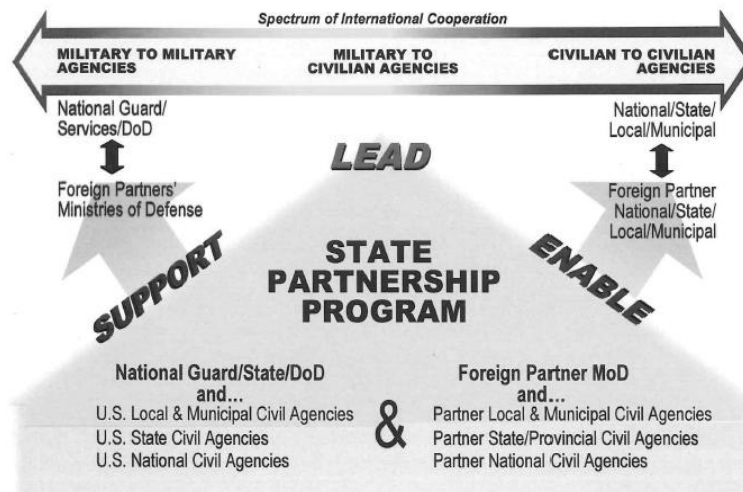 Spectrum of International Cooperation
MILITARY TO MILITARY
AGENCIES
MILITARY TO
CIVILIAN AGENCIES
CIVILIAN TO CIVILIAN
AGENCIES
National Guard/
Services/DoD
Foreign Partners'
Ministries of Defense
National/State/
Local/Municipal
Foreign Partner
National/State/
Local/Municipal
LEAD
SUPPORT
ENABLE
STATE
PARTNERSHIP
PROGRAM
National Guard/State/DoD
and...
U.S. Local & Municipal Civil Agencies
U.S. State Civil Agencies
U.S. National Civil Agencies
&
Foreign Partner MoD
and...
Partner Local & Municipal Civil Agencies
Partner State/Provincial Civil Agencies
Partner National Civil Agencies